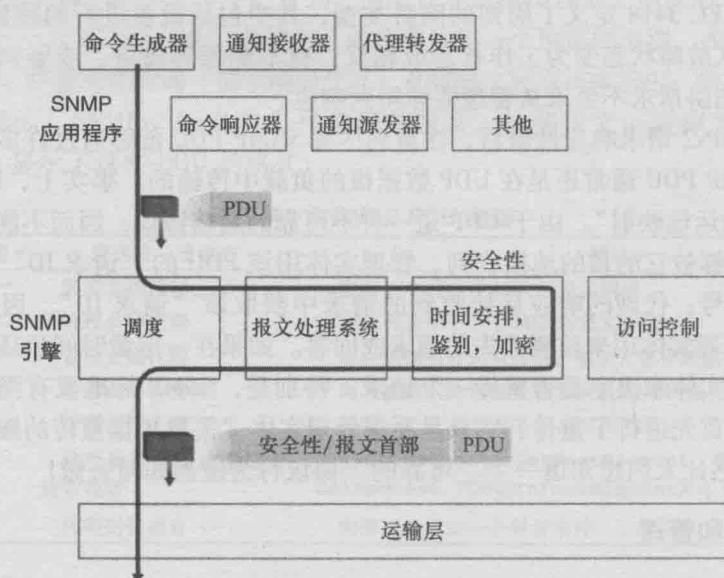 命令生成器 通知接收器 代理转发器
SNMP
应用程序
命令响应器 通知源发器 其他
PDU
安全性
SNMP
引擎
调度 报文处理系统 时间安排，
鉴别，加密 访问控制
安全性/报文首部 PDU
运输层